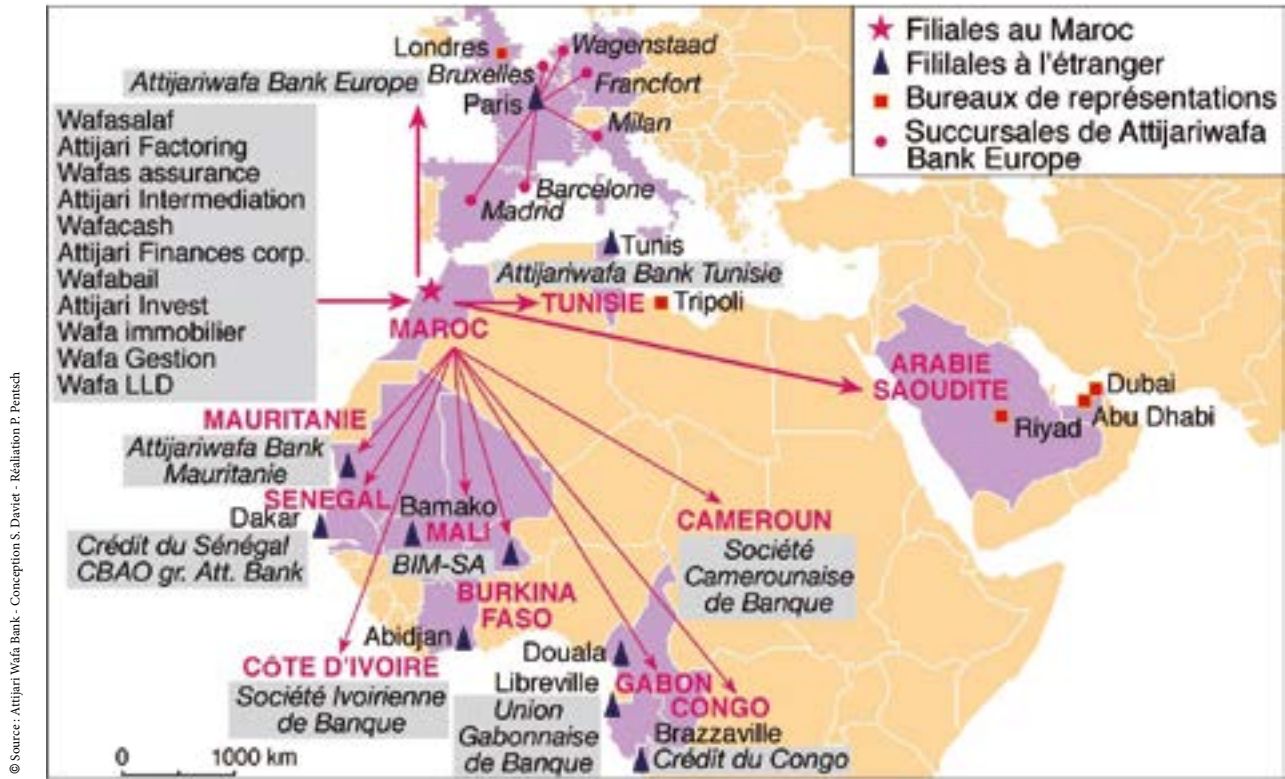 Filiales au Maroc
Fililales à l'étranger
Bureaux de représentations
Succursales de Attijariwafa
Bank Europe
Londres
Wagenstaad
Bruxelles
Francfort
Attijariwafa Bank Europe
Paris
Milan
Barcelone
Madrid
Wafasalaf
Attijari Factoring
Wafas assurance
Attijari Intermediation
Wafacash
Attijari Finances corp.
Wafabail
Attijari Invest
Wafa immobilier
Wafa Gestion
Wafa LLD
Tunis
Attijariwafa Bank Tunisie
TUNISIE
Tripoli
MAROC
ARABIE
SAOUDITE
Dubai
Abu Dhabi
Riyad
MAURITANIE
Attijariwafa Bank
Mauritanie
SENEGAL
Dakar
Crédit du Sénégal
CBAO gr. Att. Bank
Bamako
MALI
BIM-SA
BURKINA
FASO
CAMEROUN
Société
Camerounaise
de Banque
Abidjan
CÔTE D'IVOIRE
Société Ivoirienne
de Banque
Douala
Libreville
GABON
Union
Gabonnaise
de Banque
CONGO
Brazzaville
Crédit du Congo
0 1000 km
© Source : Attijari Wafa Bank - Conception S. Daviet - Réaliation P. Pentsch